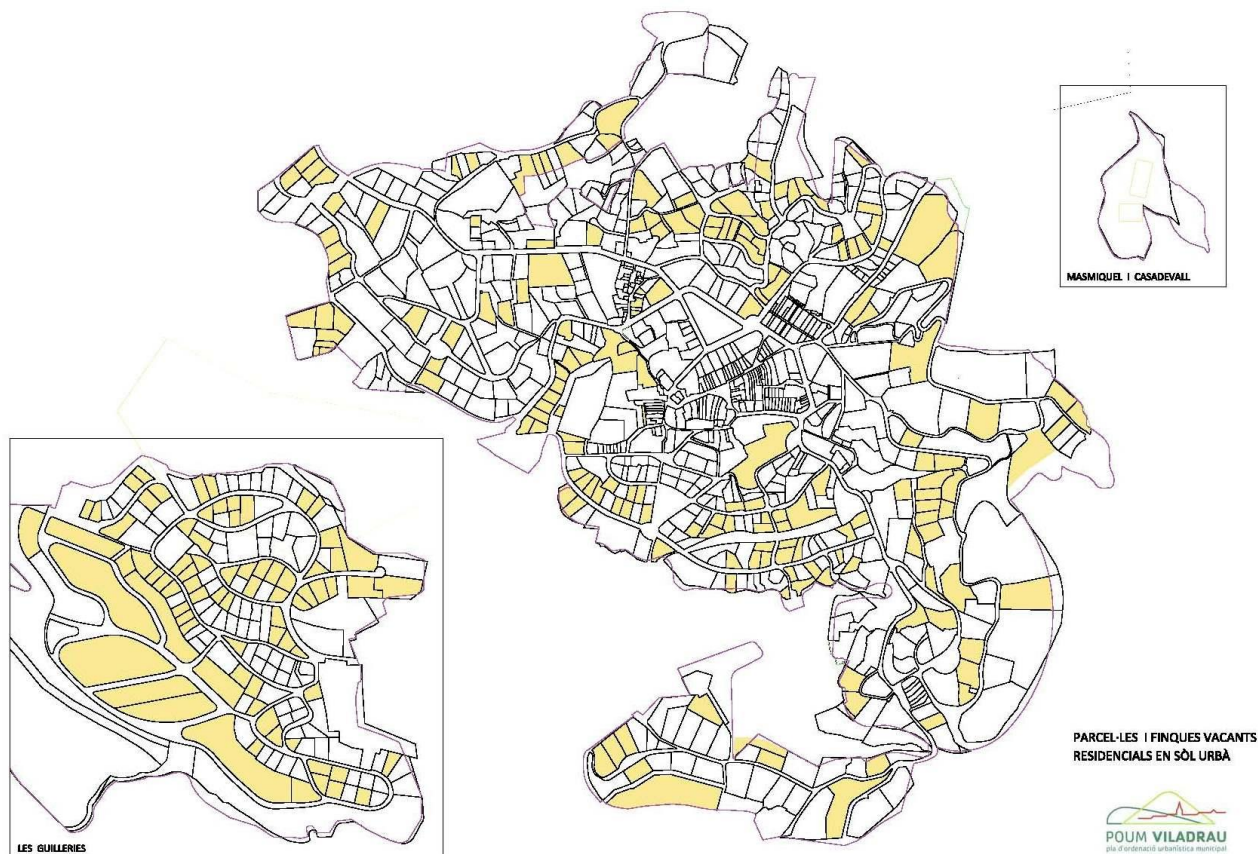 MASMIQUEL I CASADEVALL
LES GUILLERIES
PARCEL·LES I FINQUES VACANTS
RESIDENCIALS EN SÒL URBÀ
POUM VILADRAU
pla d'ordenació urbanística municipal